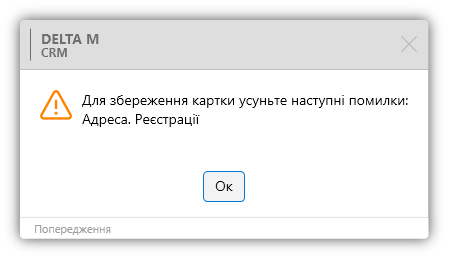 DELTA M
CRM
Для збереження картки усуньте наступні помилки:
Адреса. Реєстрації
Ок
Попередження